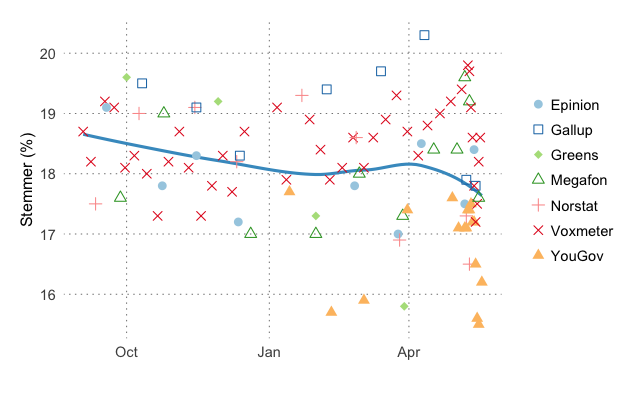 Stemmer (%)
20
19
18
17
16
Oct
Jan
Apr
Epinion
Gallup
Greens
Megafon
Norstat
Voxmeter
YouGov